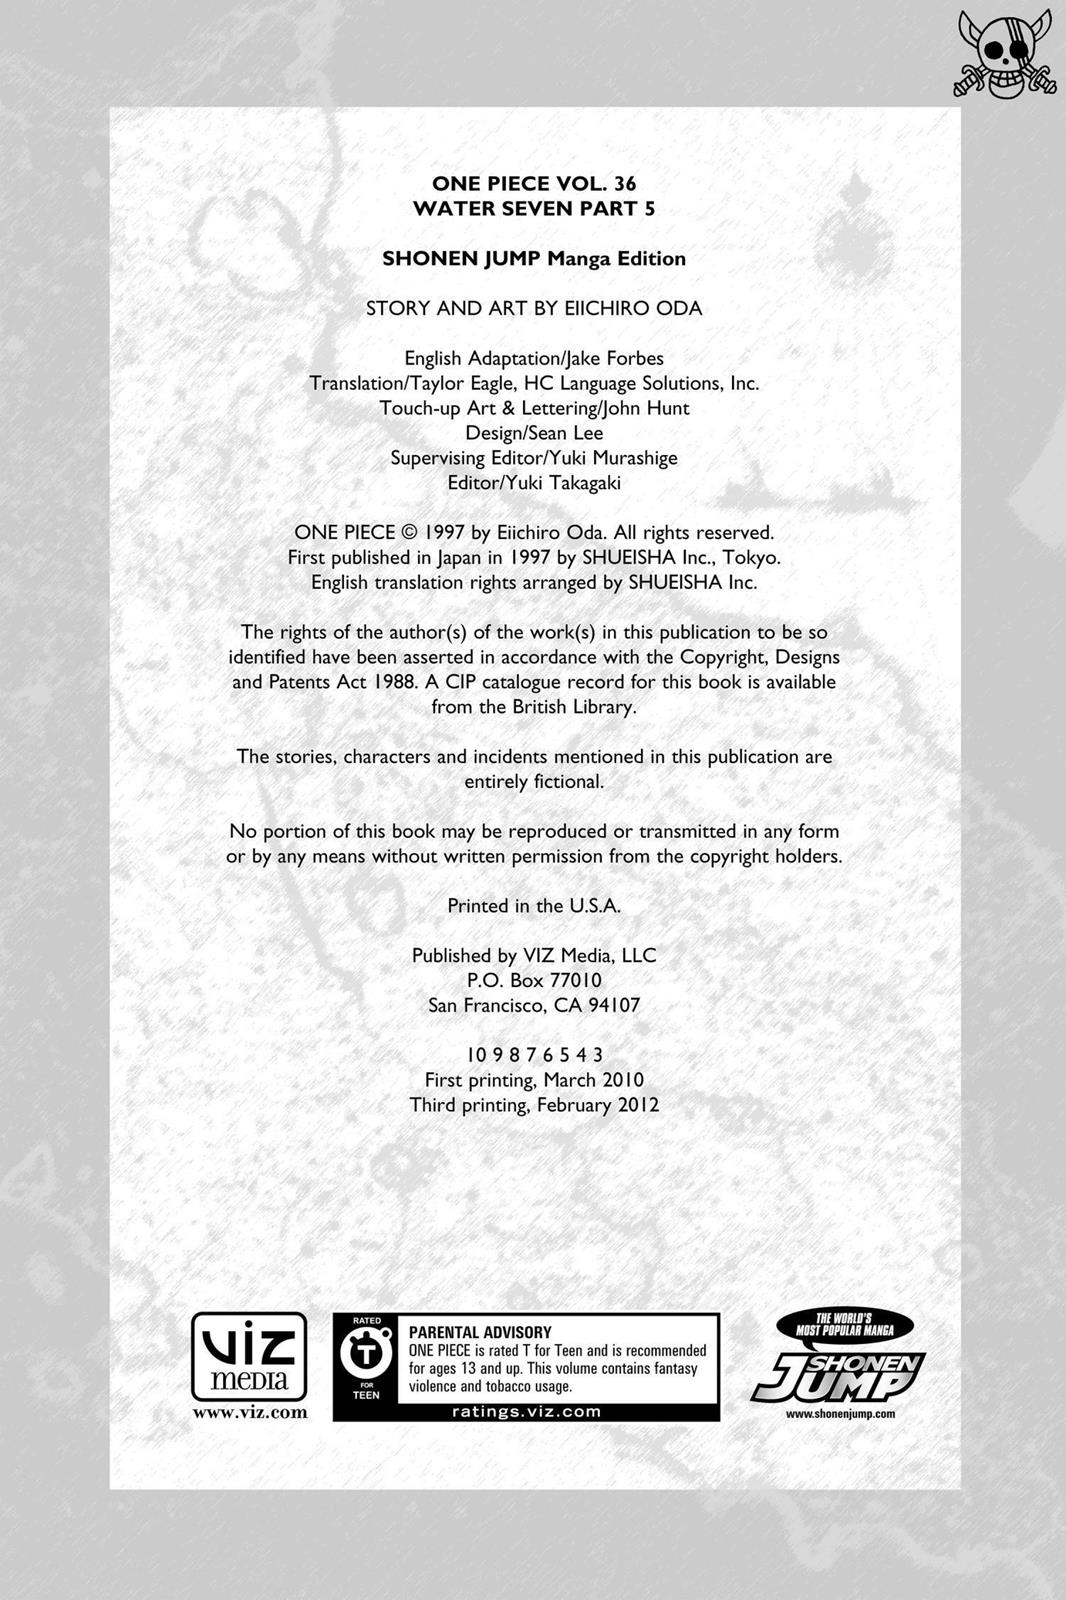 ONE PIECE VOL. 36
WATER SEVEN PART 5
SHONEN JUMP Manga Edition
STORY AND ART BY EIICHIRO ODA
English Adaptation/Jake Forbes
Translation/Taylor Eagle, HC Language Solutions, Inc.
Touch-up Art & Lettering/John Hunt
Design/Sean Lee
Supervising Editor/Yuki Murashige
Editor/Yuki Takagaki
ONE PIECE © 1997 by Eiichiro Oda. All rights reserved.
First published in Japan in 1997 by SHUEISHA Inc., Tokyo.
English translation rights arranged by SHUEISHA Inc.
The rights of the author(s) of the work(s) in this publication to be so
identified have been asserted in accordance with the Copyright, Designs
and Patents Act 1988. A CIP catalogue record for this book is available
from the British Library.
The stories, characters and incidents mentioned in this publication are
entirely fictional.
No portion of this book may be reproduced or transmitted in any form
or by any means without written permission from the copyright holders.
Printed in the U.S.A.
Published by VIZ Media, LLC
P.O. Box 77010
San Francisco, CA 94107
10 9 8 7 6 5 4 3
First printing, March 2010
Third printing, February 2012
VIZ
MEDIA
www.viz.com
RATED
T
FOR
TEEN
PARENTAL ADVISORY
ONE PIECE is rated T for Teen and is recommended
for ages 13 and up. This volume contains fantasy
violence and tobacco usage.
ratings.viz.com
THE WORLD'S
MOST POPULAR MANGA
SHONEN
JUMP
www.shonenjump.com